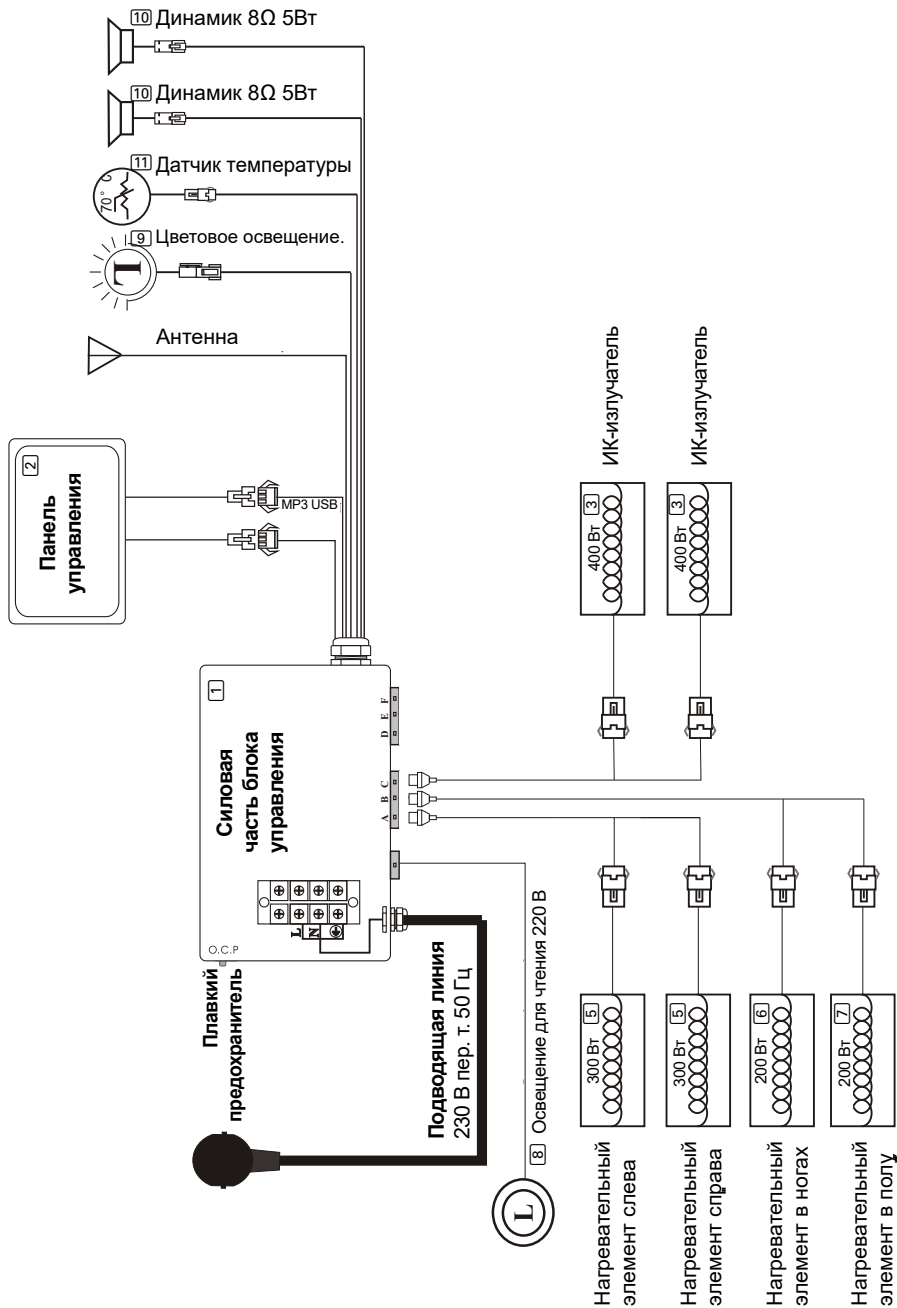 10 Динамик 8Ω 5Вт
10 Динамик 8Ω 5Вт
11 Датчик температуры
70° C
9 Цветовое освещение.
L
Антенна
2
Панель
управления
MP3 USB
1
Силовая
часть блока
управления
O.C.P
L
N
A B C
D E F
Плавкий
предохранитель
Подводящая линия
230 В пер. т. 50 Гц
8 Освещение для чтения 220 В
L
3
400 Вт
ИК-излучатель
3
400 Вт
ИК-излучатель
5
300 Вт
Нагревательный
элемент слева
5
300 Вт
Нагревательный
элемент справа
6
200 Вт
Нагревательный
элемент в ногах
7
200 Вт
Нагревательный
элемент в полу